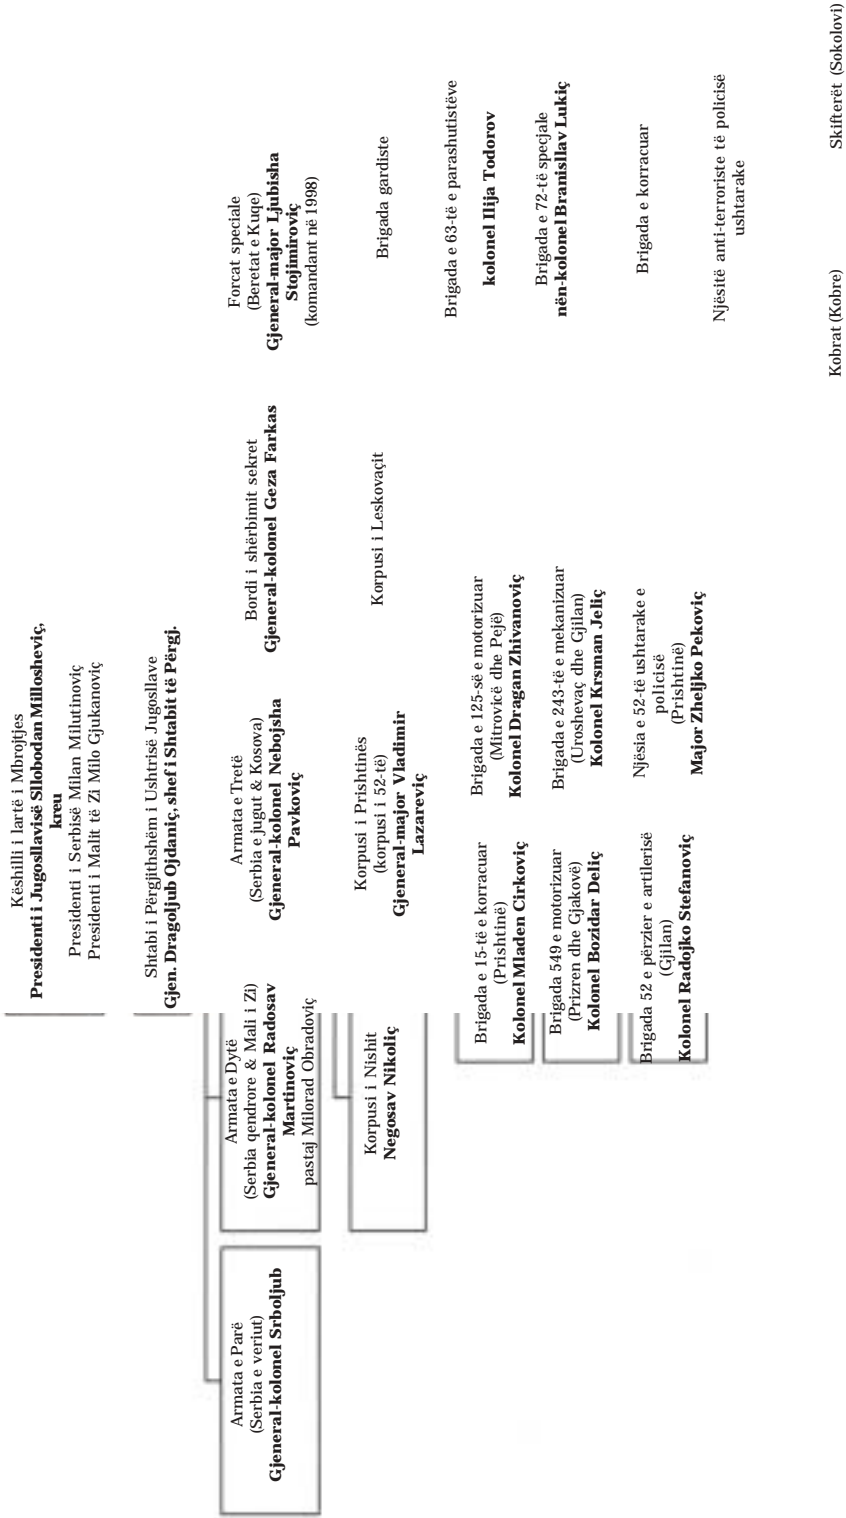 Këshilli i lartë i Mbrojtjes
Presidenti i Jugosllavisë Sllobodan Millosheviç,
kreu
Presidenti i Serbisë Milan Milutinoviç
Presidenti i Malit të Zi Milo Gjukanoviç
Shtabi i Përgjithshëm i Ushtrisë Jugosllave
Gjen. Dragoljub Ojdaniç, shef i Shtabit të Përgj.
Armata e Parë
(Serbia e veriut)
Gjeneral-kolonel Srboljub
Armata e Dytë
(Serbia qendrore & Mali i Zi)
Gjeneral-kolonel Radosav
Martinoviç
pastaj Milorad Obradoviç
Armata e Tretë
(Serbia e jugut & Kosova)
Gjeneral-kolonel Nebojsha
Pavkoviç
Bordi i shërbimit sekret
Gjeneral-kolonel Geza Farkas
Forcat speciale
(Beretat e Kuqe)
Gjeneral-major Ljubisha
Stojimiroviç
(komandant në 1998)
Korpusi i Nishit
Negosav Nikoliç
Korpusi i Prishtinës
(korpusi i 52-të)
Gjeneral-major Vladimir
Lazareviç
Korpusi i Leskovaçit
Brigada gardiste
Brigada e 15-të e korracuar
(Prishtinë)
Kolonel Mladen Cirkoviç
Brigada e 125-së e motorizuar
(Mitrovicë dhe Pejë)
Kolonel Dragan Zhivanoviç
Brigada e 63-të e parashutistëve
kolonel Ilija Todorov
Brigada 549 e motorizuar
(Prizren dhe Gjakovë)
Kolonel Bozidar Deliç
Brigada e 243-të e mekanizuar
(Uroshevaç dhe Gjilan)
Kolonel Krsman Jeliç
Brigada e 72-të specjale
nën-kolonel Branisllav Lukiç
Brigada 52 e përzier e artilerisë
(Gjilan)
Kolonel Radojko Stefanoviç
Njësia e 52-të ushtarake e
policisë
(Prishtinë)
Major Zheljko Pekoviç
Brigada e korracuar
Njësitë anti-terroriste të policisë
ushtarake
Kobrat (Kobre)
Skifterët (Sokolovi)